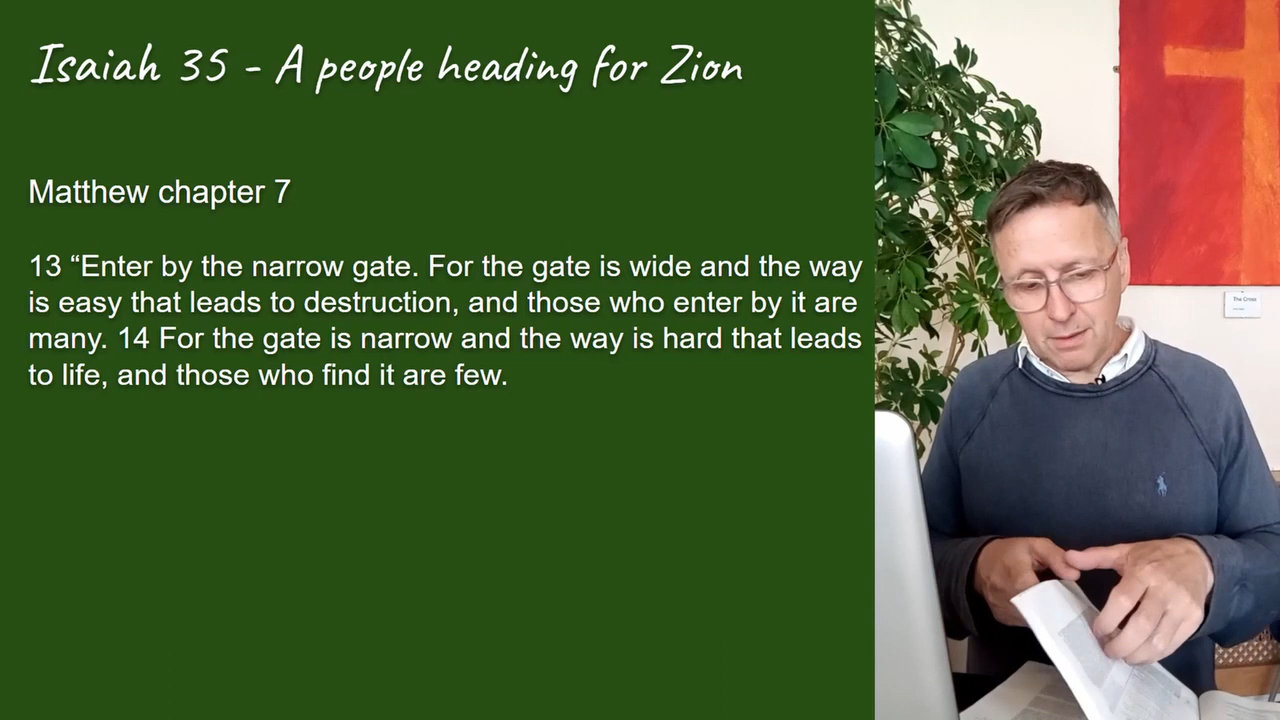 Isaiah 35 - A people heading for Zion
Matthew chapter 7
13 “Enter by the narrow gate. For the gate is wide and the way
is easy that leads to destruction, and those who enter by it are
many. 14 For the gate is narrow and the way is hard that leads
to life, and those who find it are few.
The Cross